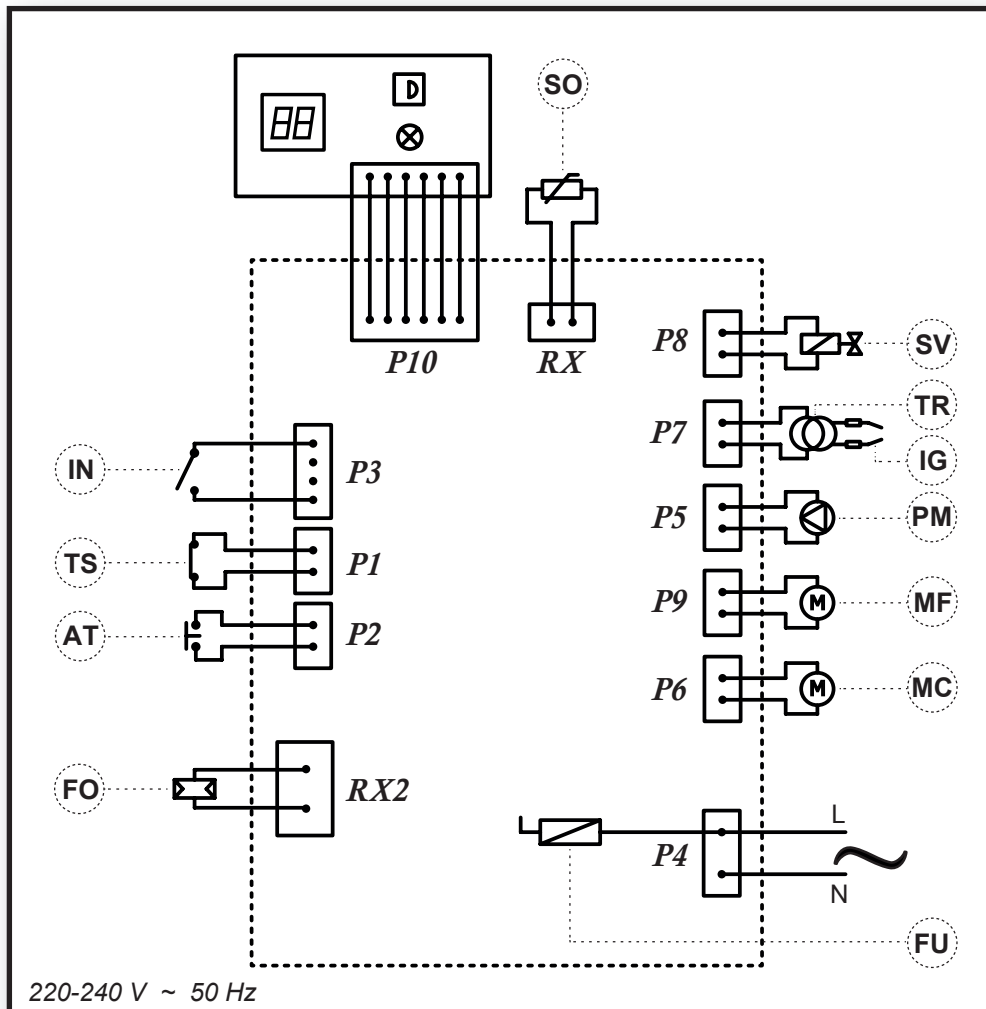 SO
88
D
P10
RX
P8
SV
TR
P7
IG
IN
P3
P5
PM
TS
P1
P9
MF
AT
P2
M
P6
MC
M
FO
RX2
L
P4
N
FU
220-240 V ~ 50 Hz